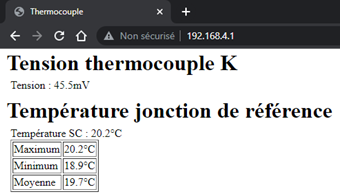 Thermocouple
Non sécurisé | 192.168.4.1
Tension thermocouple K
Tension : 45.5mV
Température jonction de référence
Température SC : 20.2°C
Maximum 20.2°C
Minimum 18.9°C
Moyenne 19.7°C